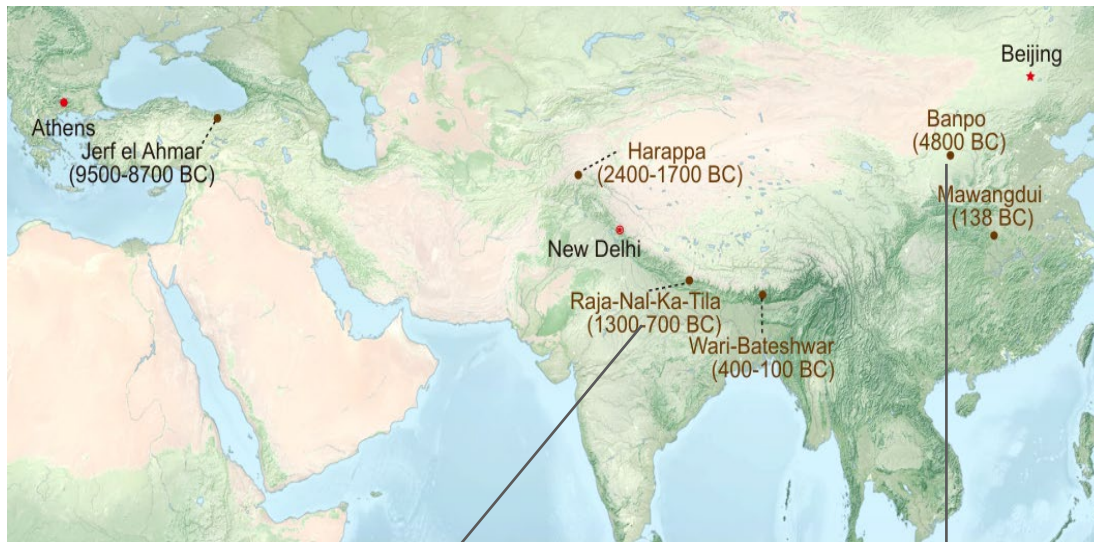 Beijing
Athens
Jerf el Ahmar
(9500-8700 BC)
Harappa
(2400-1700 BC)
Banpo
(4800 BC)
Mawangdui
(138 BC)
New Delhi
Raja-Nal-Ka-Tila
(1300-700 BC)
Wari-Bateshwar
(400-100 BC)